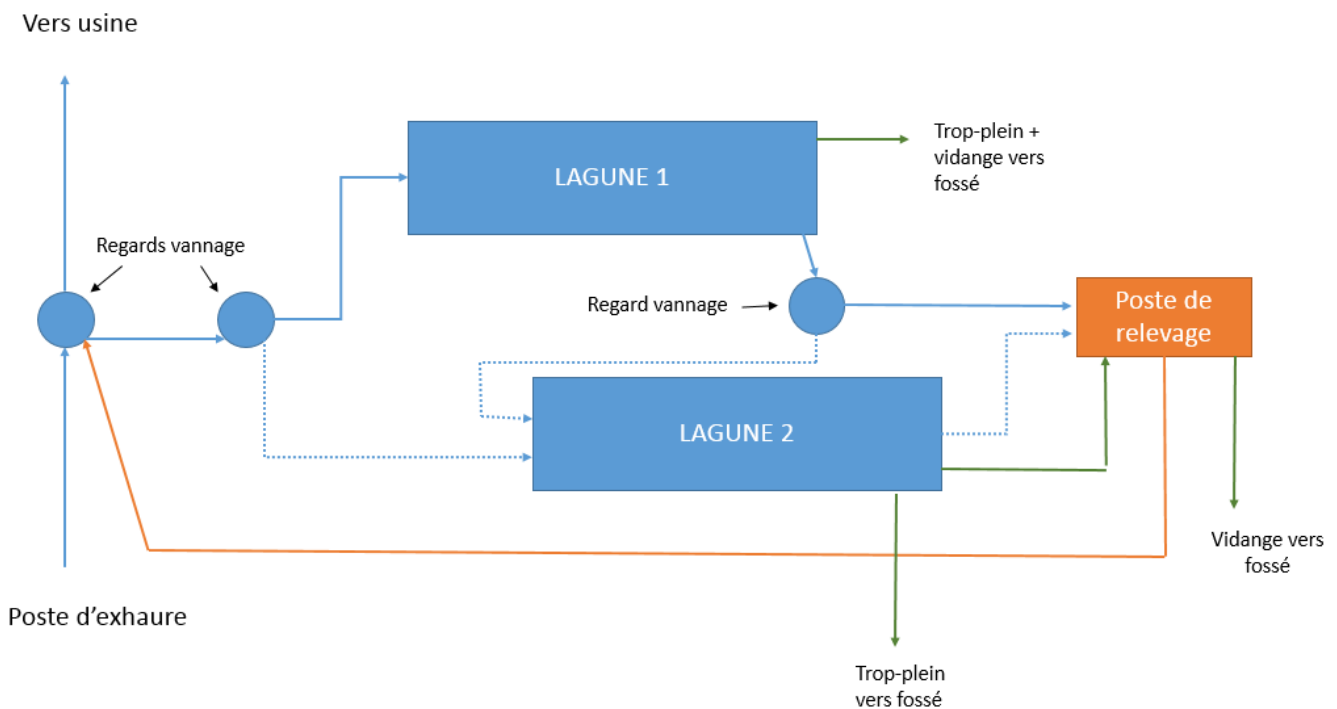 Vers usine
Trop-plein +
vidange vers
fossé
LAGUNE 1
Regards vannage
Regard vannage
Poste de
relevage
LAGUNE 2
Vidange vers
fossé
Poste d’exhaure
Trop-plein
vers fossé